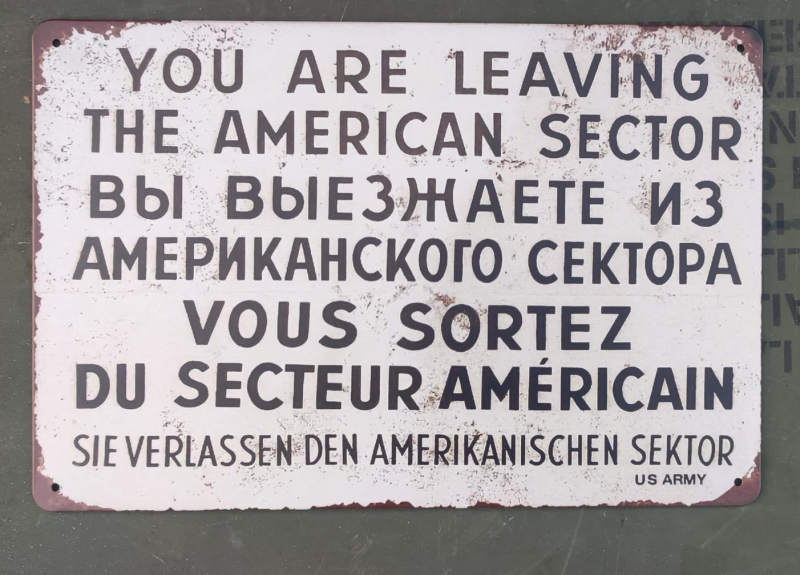 YOU ARE LEAVING
THE AMERICAN SECTOR
ВЫ ВЫЕЗЖАЕТЕ ИЗ
АМЕРИКАНСКОГО СЕКТОРА
VOUS SORTEZ
DU SECTEUR AMÉRICAIN
SIE VERLASSEN DEN AMERIKANISCHEN SEKTOR
US ARMY